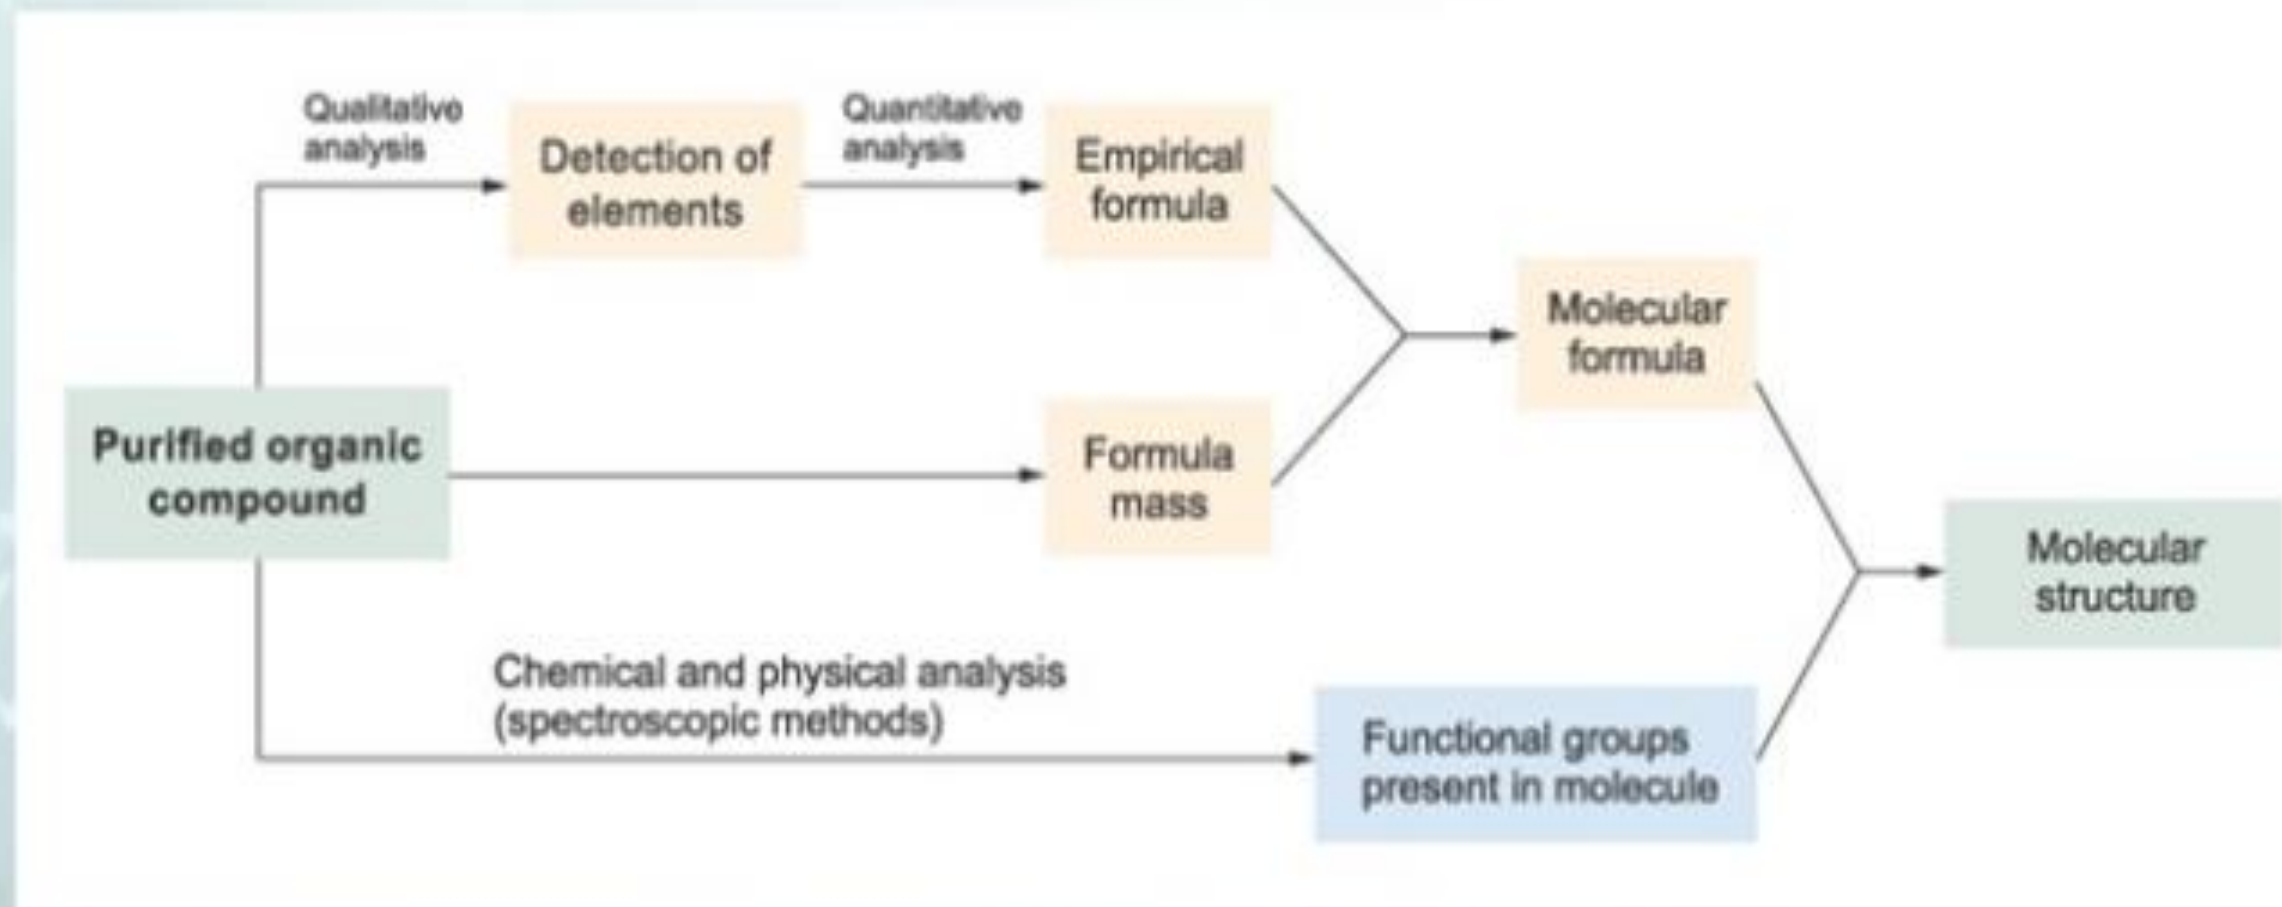 Qualitative
analysis
Detection of
elements
Quantitative
analysis
Empirical
formula
Molecular
formula
Purified organic
compound
Formula
mass
Molecular
structure
Chemical and physical analysis
(spectroscopic methods)
Functional groups
present in molecule